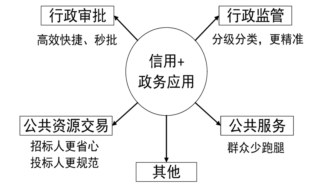 行政审批
高效快捷、秒批
行政监管
分级分类，更精准
信用+
政务应用
公共资源交易
招标人更省心
投标人更规范
公共服务
群众少跑腿
其他